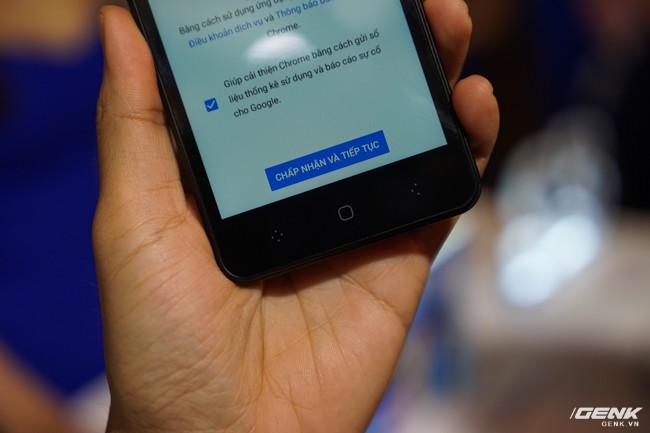 Bằng cách sử dụng ứng dụ
Điều khoản dịch vụ và Thông báo
Chrome.
Giúp cải thiện Chrome bằng cách gửi số
liệu thống kê sử dụng và báo cáo sự cố
cho Google.
CHẤP NHẬN VÀ TIẾP TỤC
GENK
GENK.VN